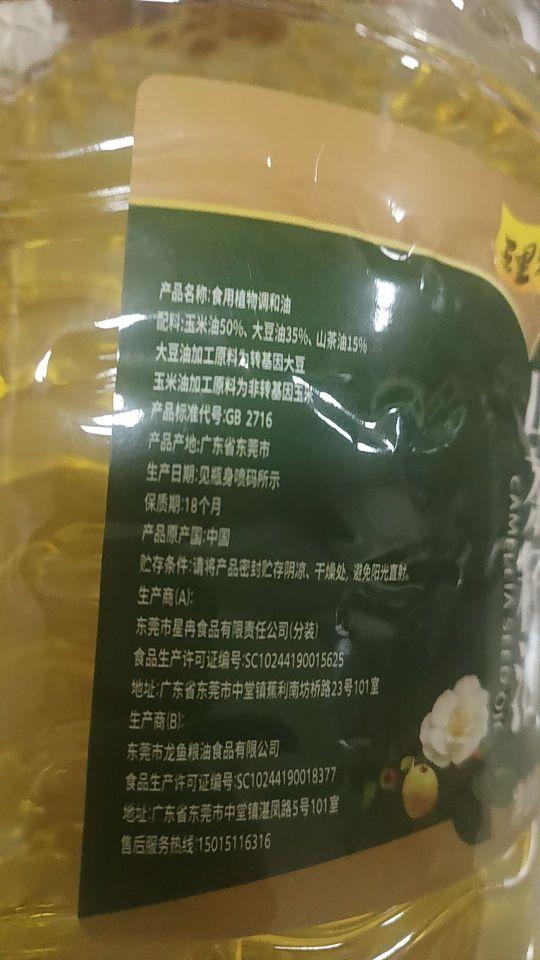 产品名称:食用植物调和油
配料:玉米油50%、大豆油35%、山茶油15%
大豆油加工原料为转基因大豆
玉米油加工原料为非转基因玉米
产品标准代号:GB 2716
产品产地:广东省东莞市
生产日期:见瓶身喷码所示
保质期:18个月
产品原产国:中国
贮存条件:请将产品密封贮存阴凉、干燥处, 避免阳光直射。
生产商(A):
东莞市星冉食品有限责任公司(分装)
食品生产许可证编号:SC10244190015625
地址:广东省东莞市中堂镇蕉利南坊桥路23号101室
生产商(B):
东莞市龙鱼粮油食品有限公司
食品生产许可证编号:SC10244190018377
地址:广东省东莞市中堂镇湛凤路5号101室
售后服务热线:15015116316
CAMELLIA SEED OIL